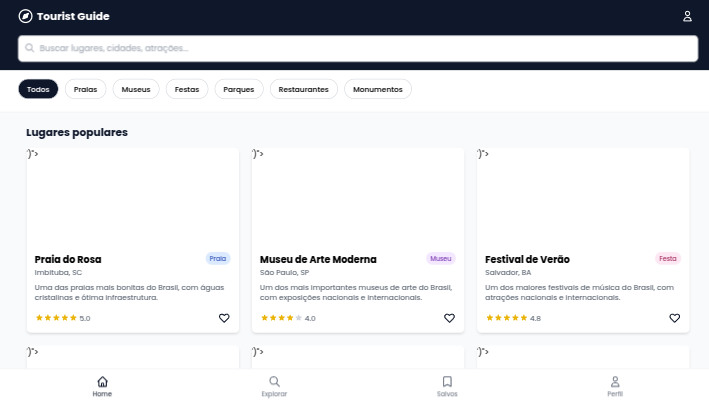 Tourist Guide
Buscar lugares, cidades, atrações...
Todos Praias Museus Festas Parques Restaurantes Monumentos
Lugares populares
')"> ')"> ')">
Praia do Rosa Praia Museu de Arte Moderna Museu Festival de Verão Festa
Imbituba, SC São Paulo, SP Salvador, BA
Uma das praias mais bonitas do Brasil, com águas Um dos mais importantes museus de arte do Brasil, Um dos maiores festivais de música do Brasil, com
cristalinas e ótima infraestrutura. com exposições nacionais e internacionais. atrações nacionais e internacionais.
5.0 4.0 4.8
')"> ')"> ')">
Home Explorar Salvos Perfil